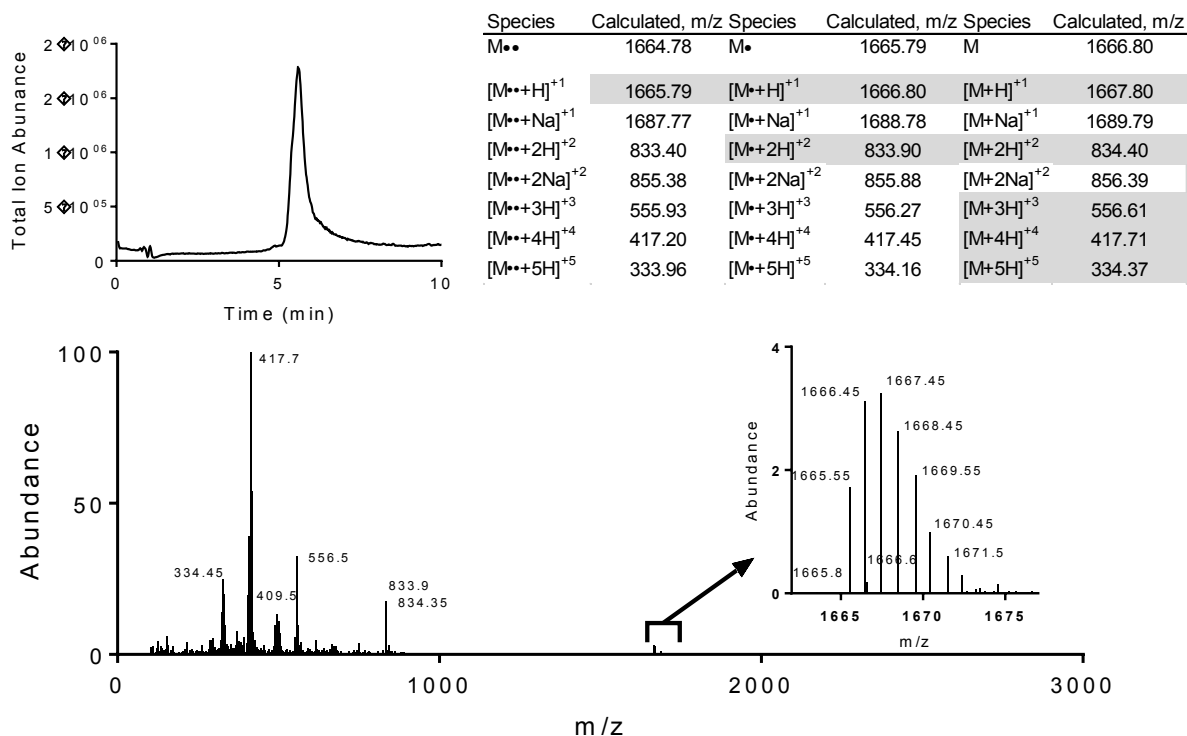 Species Calculated, m/z Species Calculated, m/z Species Calculated, m/z
M●● 1664.78 M● 1665.79 M 1666.80
[M●●+H]+1 1665.79 [M●+H]+1 1666.80 [M+H]+1 1667.80
[M●●+Na]+1 1687.77 [M●+Na]+1 1688.78 [M+Na]+1 1689.79
[M●●+2H]+2 833.40 [M●+2H]+2 833.90 [M+2H]+2 834.40
[M●●+2Na]+2 855.38 [M●+2Na]+2 855.88 [M+2Na]+2 856.39
[M●●+3H]+3 555.93 [M●+3H]+3 556.27 [M+3H]+3 556.61
[M●●+4H]+4 417.20 [M●+4H]+4 417.45 [M+4H]+4 417.71
[M●●+5H]+5 333.96 [M●+5H]+5 334.16 [M+5H]+5 334.37
Total Ion Abunance
2�10 06
2�10 06
1�10 06
5�10 05
0
0 5 10
Time (min)
Abundance
100
50
0
417.7
334.45
409.5
556.5
833.9
834.35
0 1000 2000 3000
m/z
Abundance
4
2
0
1666.45
1667.45
1668.45
1665.55
1669.55
1670.45
1665.8
1666.6
1671.5
1665 1670 1675
m/z